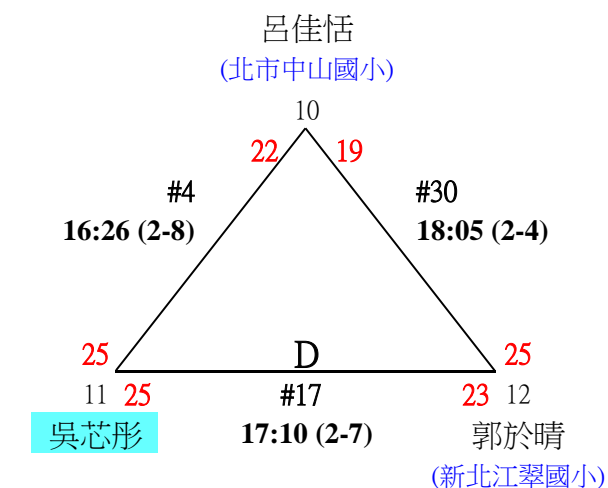 呂佳恬
(北市中山國小)
10
22 19
#4 #30
16:26 (2-8) 18:05 (2-4)
25 D 25
11 25 #17 23 12
吳芯彤 17:10 (2-7) 郭於晴
(新北江翠國小)